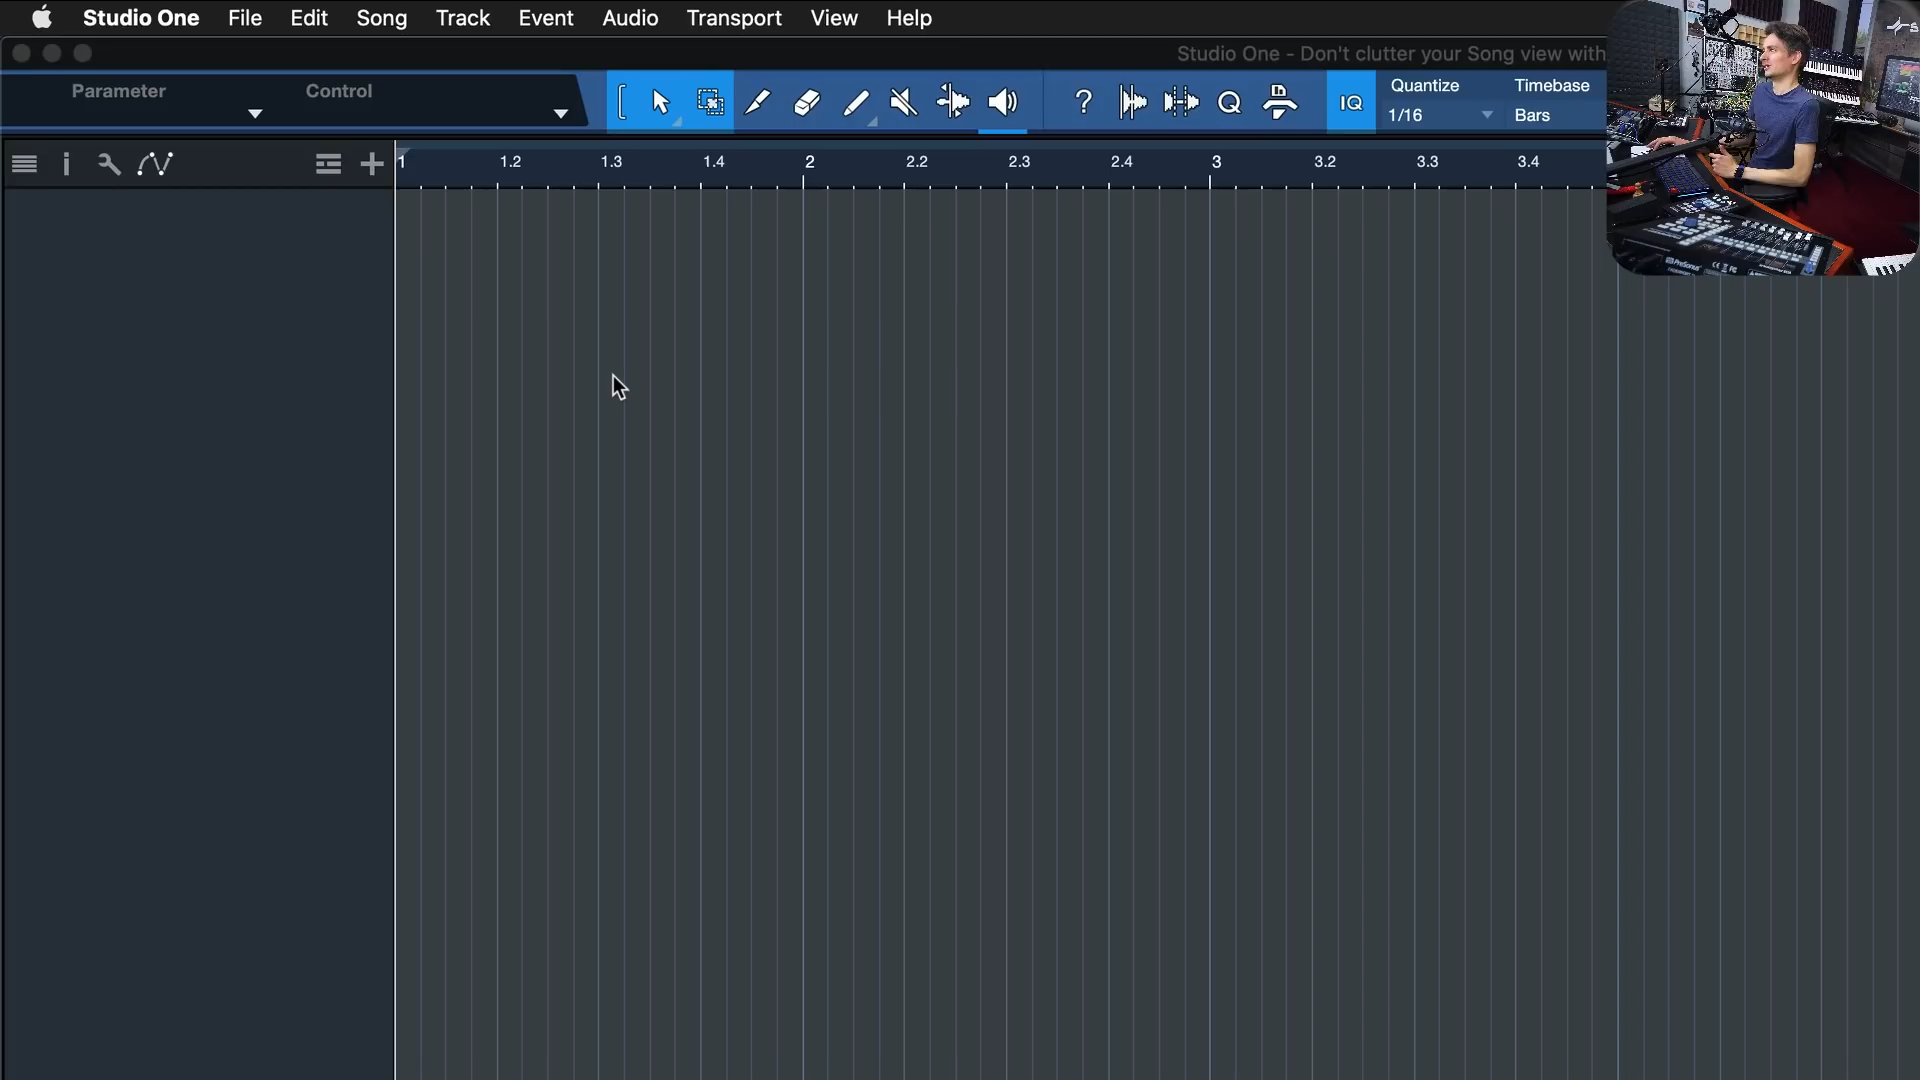 Studio One File Edit Song Track Event Audio Transport View Help
Studio One - Don't clutter your Song view with
Parameter Control
IQ
Quantize Timebase
1/16 Bars
1 1.2 1.3 1.4 2 2.2 2.3 2.4 3 3.2 3.3 3.4
PreSonus